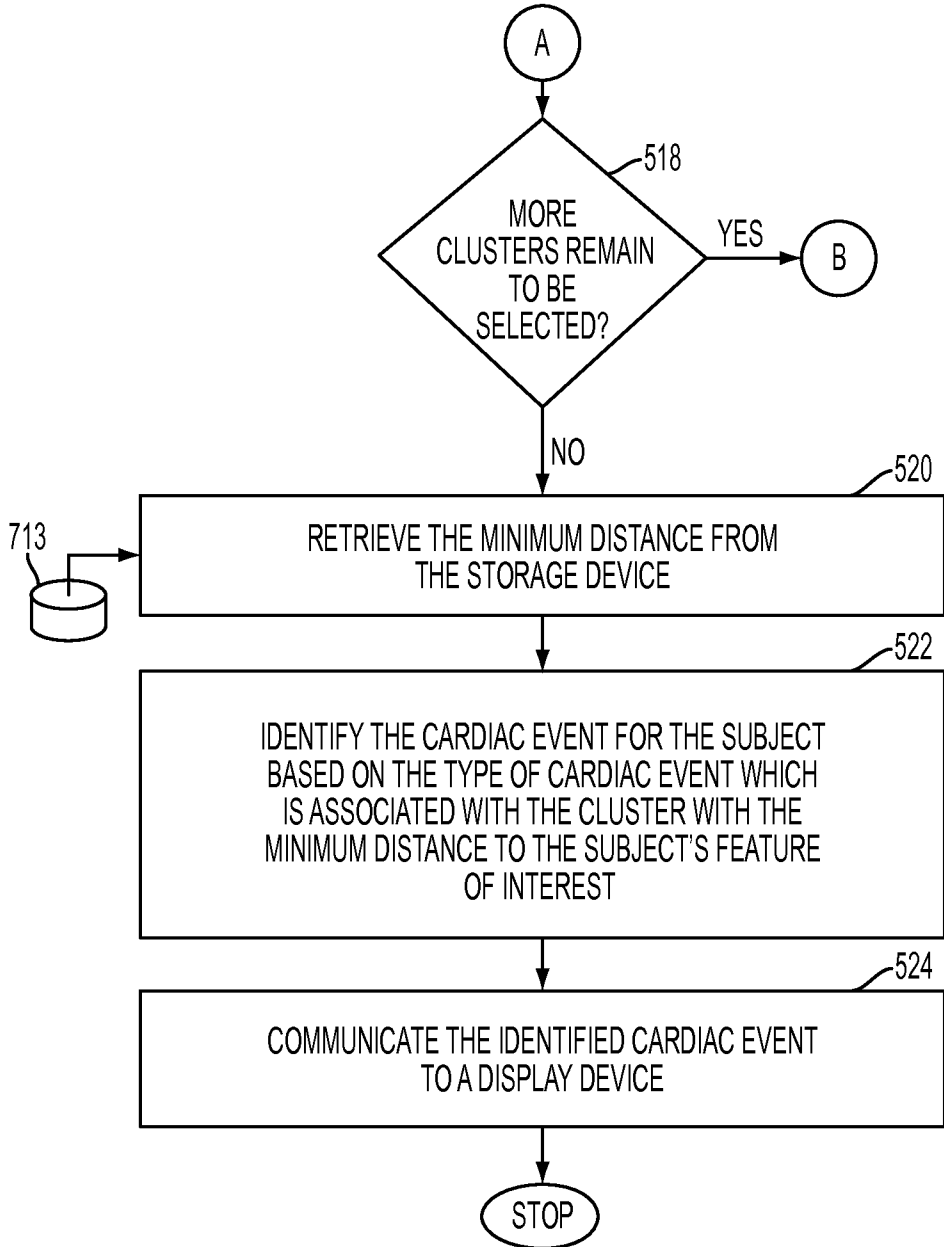 A
518
MORE
CLUSTERS REMAIN
TO BE
SELECTED?
YES
B
NO
520
713
RETRIEVE THE MINIMUM DISTANCE FROM
THE STORAGE DEVICE
522
IDENTIFY THE CARDIAC EVENT FOR THE SUBJECT
BASED ON THE TYPE OF CARDIAC EVENT WHICH
IS ASSOCIATED WITH THE CLUSTER WITH THE
MINIMUM DISTANCE TO THE SUBJECT'S FEATURE
OF INTEREST
524
COMMUNICATE THE IDENTIFIED CARDIAC EVENT
TO A DISPLAY DEVICE
STOP